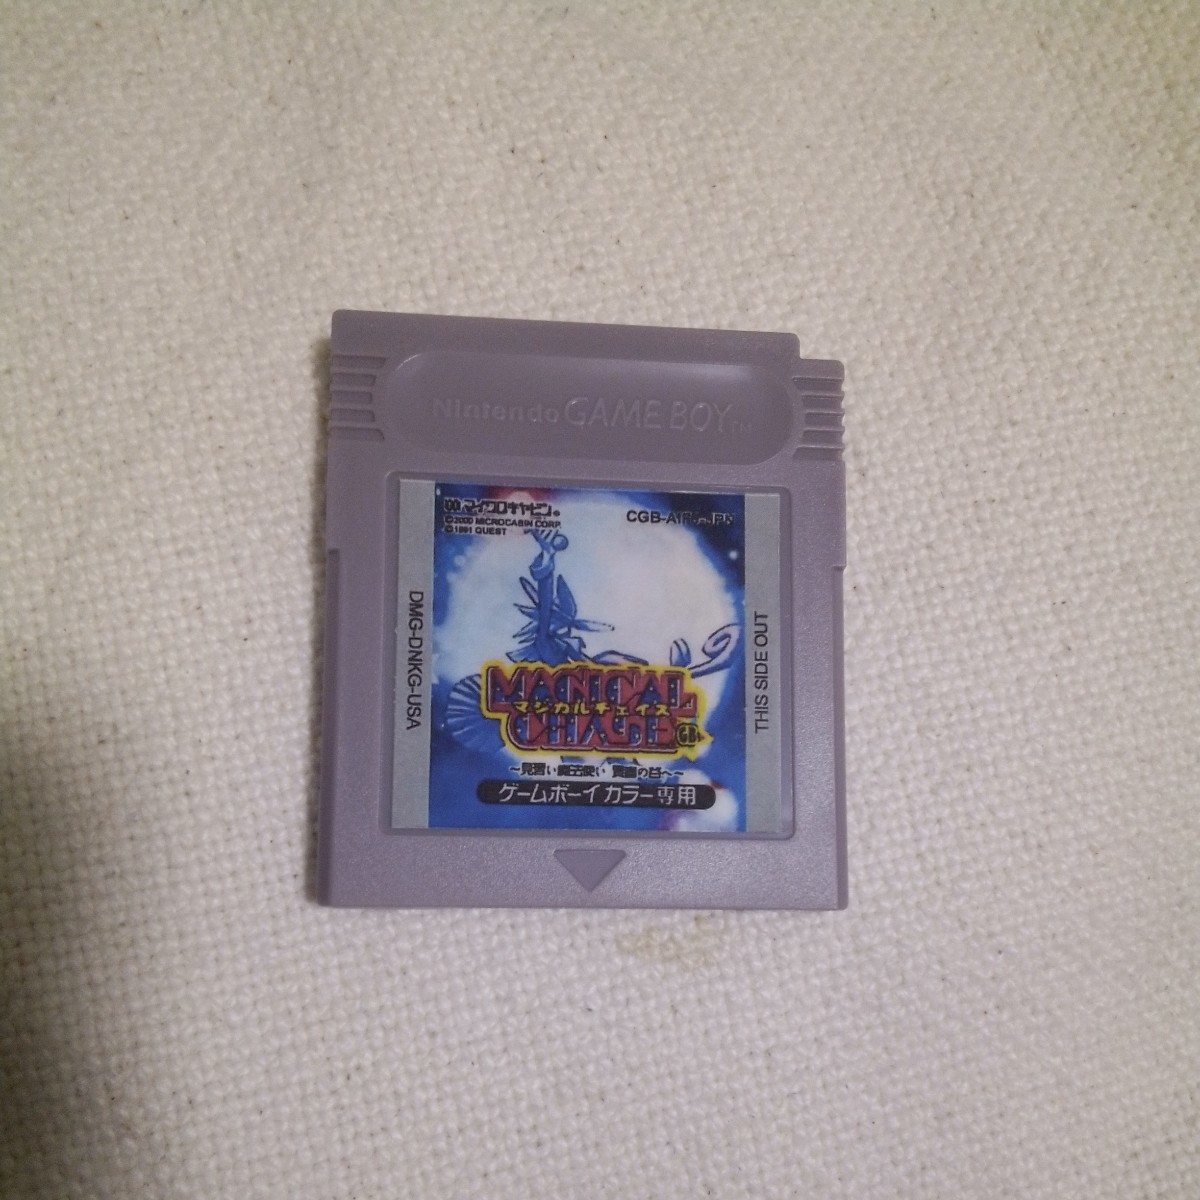 Nintendo GAME BOY TM
マイクロキャビン®
©2000 MICROCABIN CORP.
©1991 QUEST
DMG-DNKG-USA
THIS SIDE OUT
MAGICAL
マジカルチェイス
CHASE
GB
ゲームボーイカラー専用